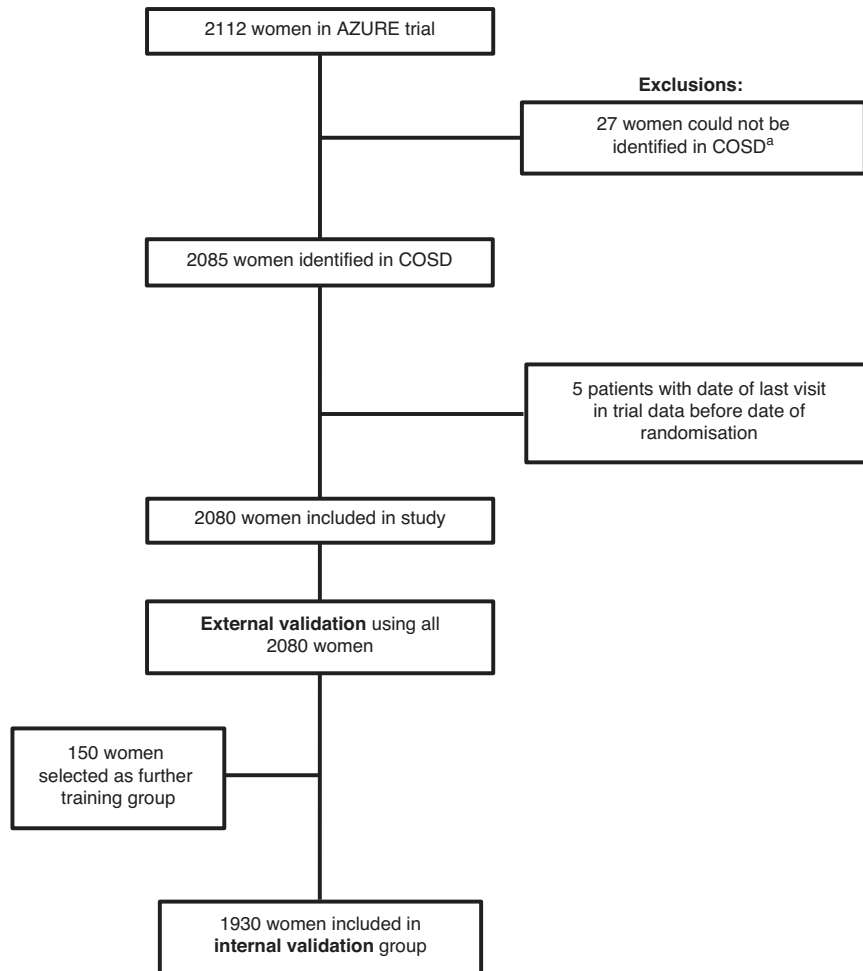 2112 women in AZURE trial
Exclusions:
27 women could not be
identified in COSDa
2085 women identified in COSD
5 patients with date of last visit
in trial data before date of
randomisation
2080 women included in study
External validation using all
2080 women
150 women
selected as further
training group
1930 women included in
internal validation group